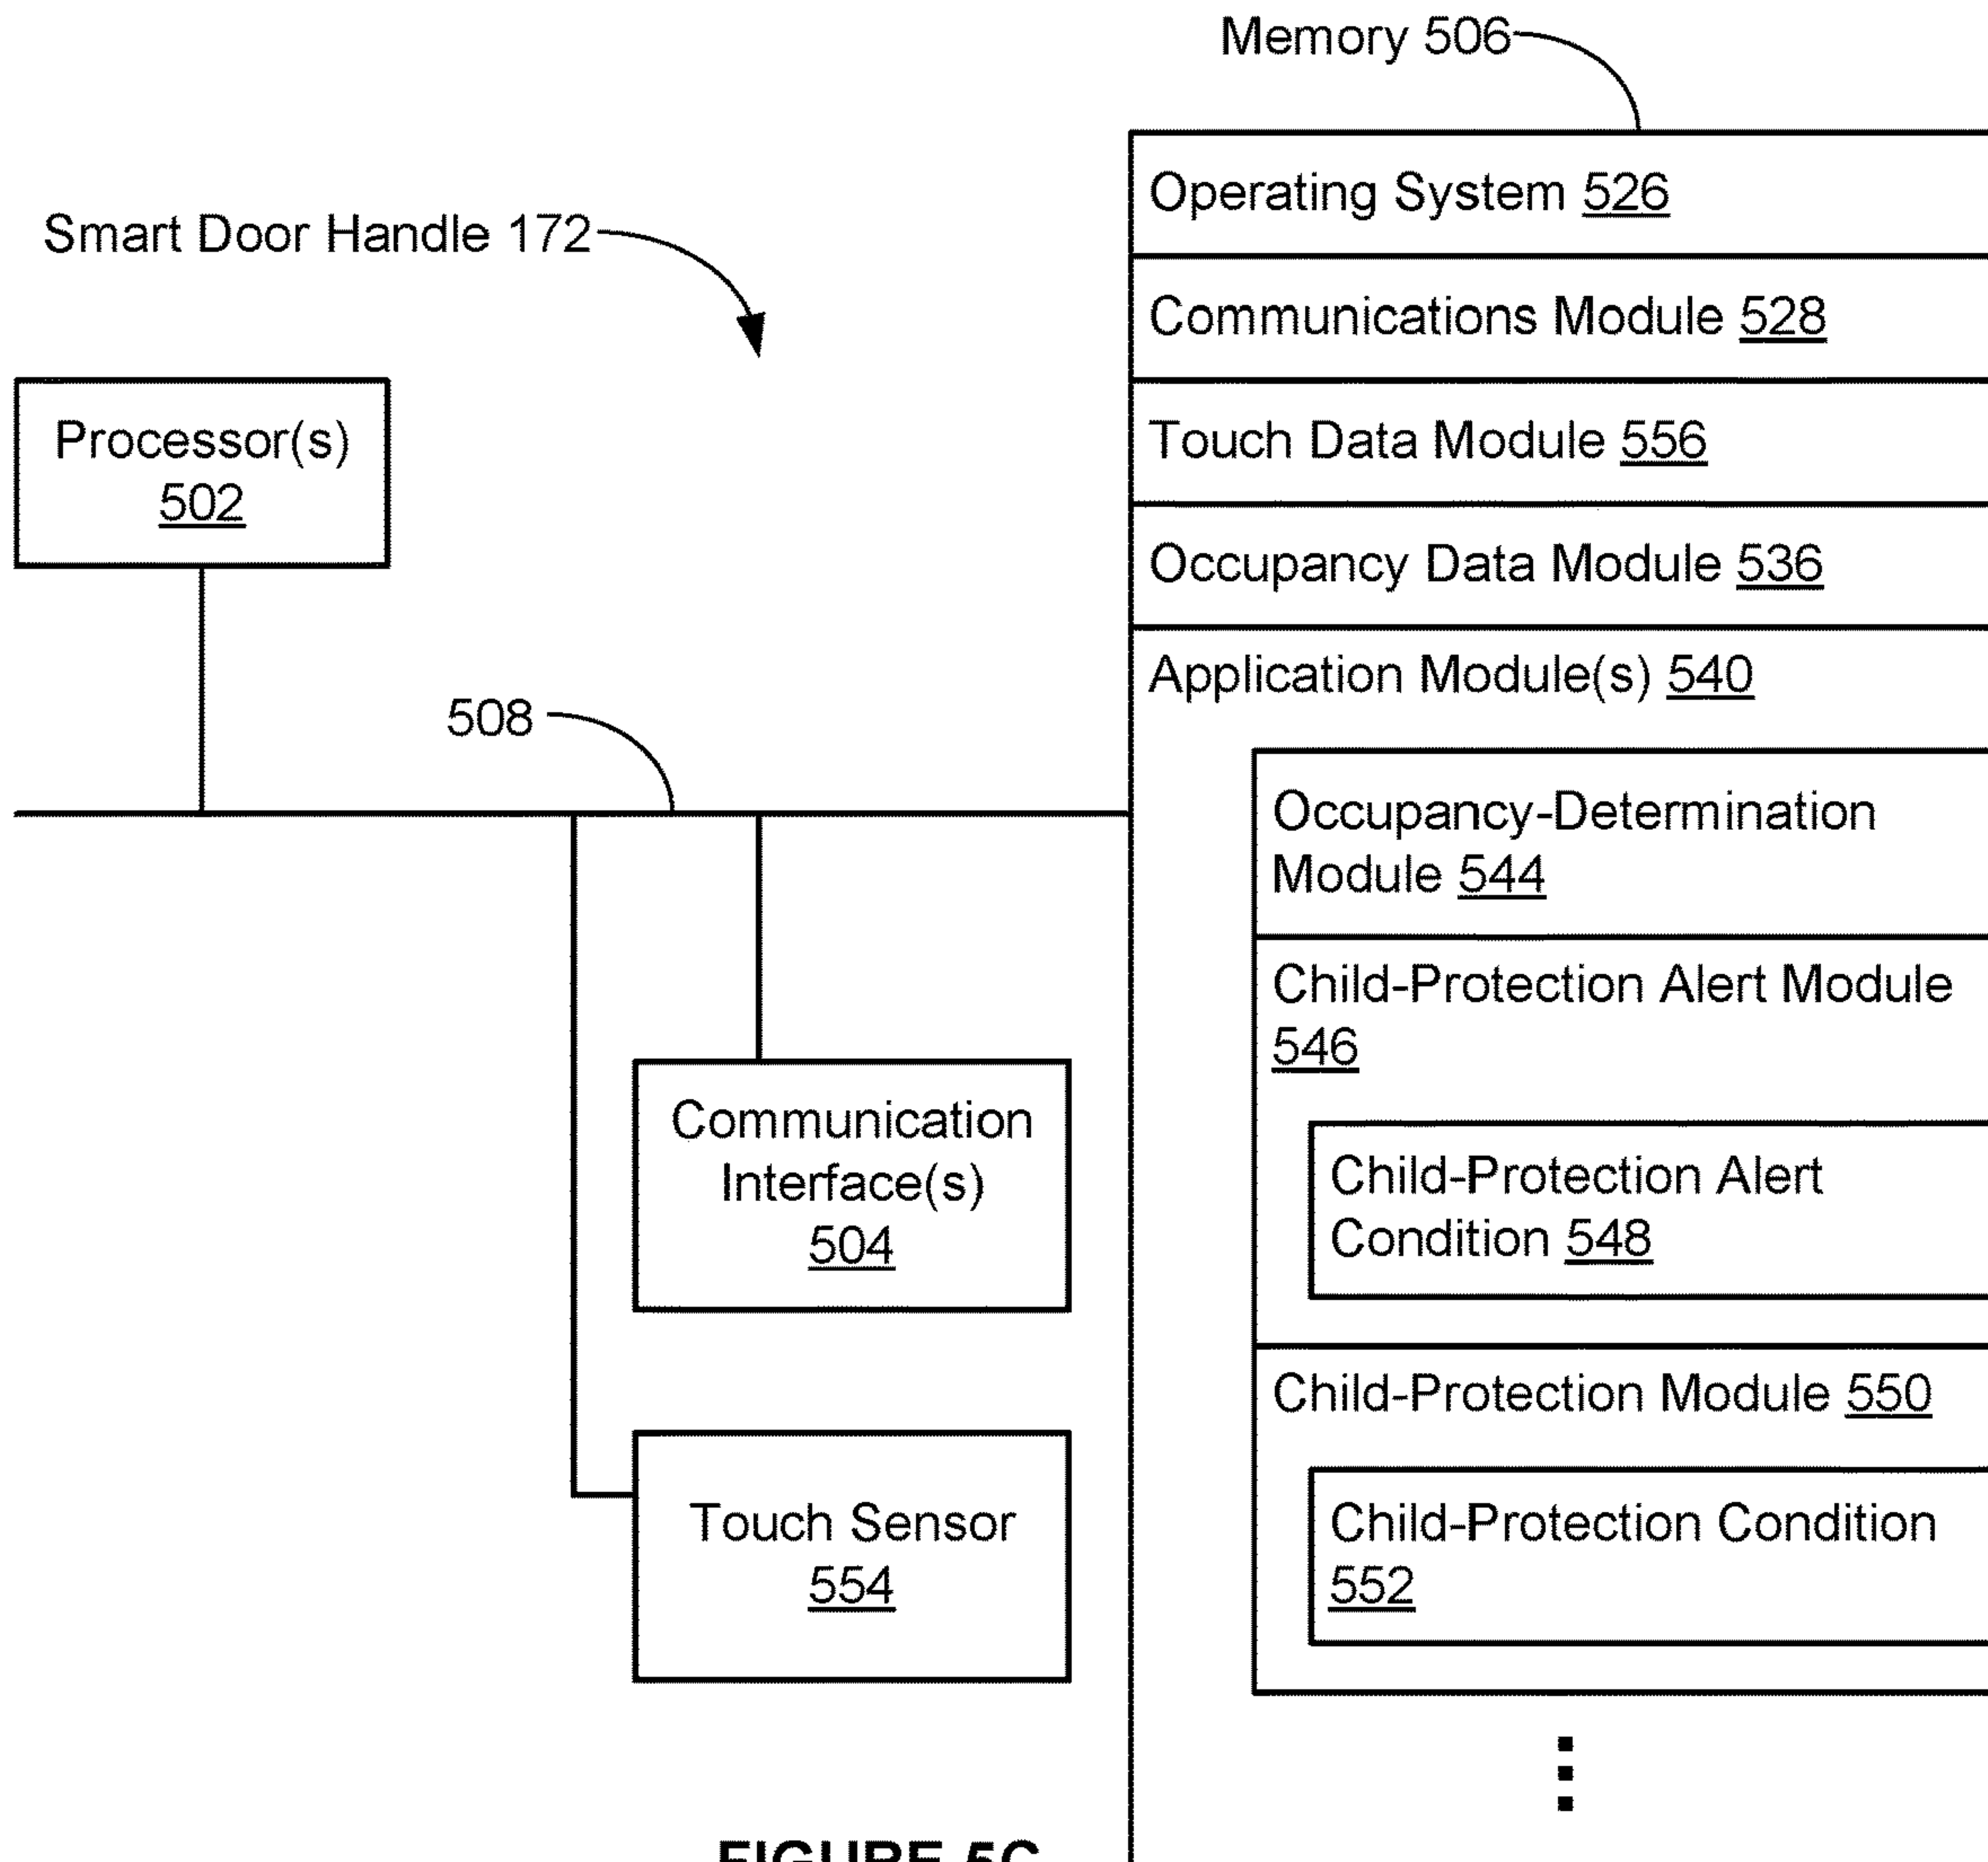 Memory 506
Smart Door Handle 172
Operating System 526
Communications Module 528
Touch Data Module 556
Occupancy Data Module 536
Application Module(s) 540
Processor(s)
502
508
Occupancy-Determination
Module 544
Child-Protection Alert Module
546
Child-Protection Alert
Condition 548
Child-Protection Module 550
Child-Protection Condition
552
Communication
Interface(s)
504
Touch Sensor
554
FIGURE 5C